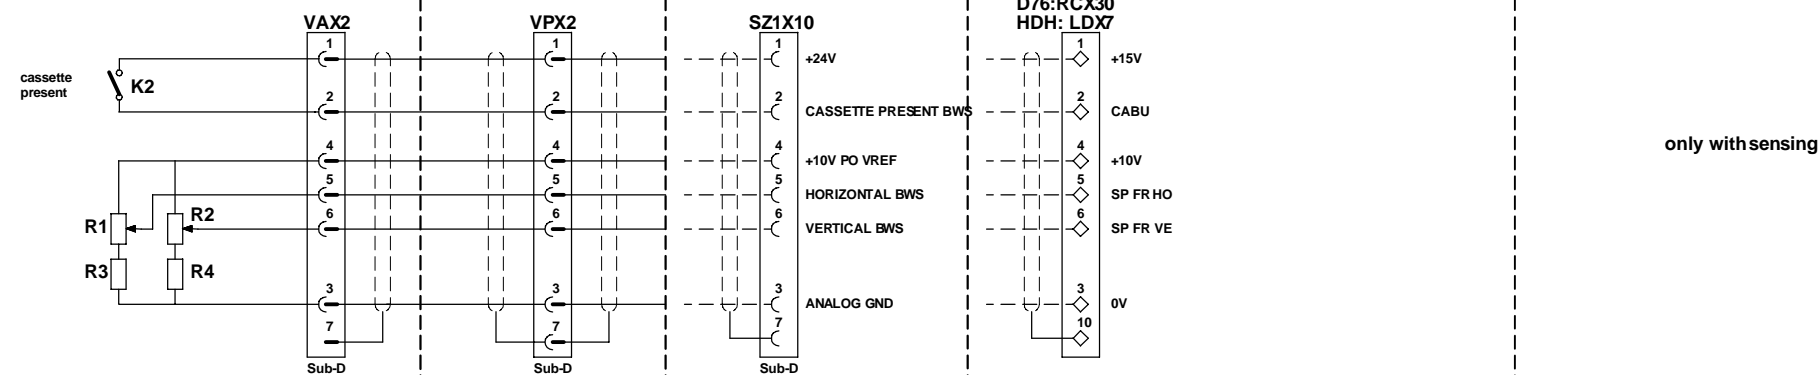 D76:RCX30
VAX2 VPX2 SZ1X10 HDH: LDX7
1 1 1 1
+24V +15V
cassette
present
K2
2 2 2 2
CASSETTE PRESENT BWS CABU
4 4 4 4
+10V PO VREF +10V
only with sensing
5 5 5 5
HORIZONTAL BWS SP FR HO
R1 R2
6 6 6 6
VERTICAL BWS SP FR VE
R3 R4
3 3 3 3
ANALOG GND 0V
7 7 7 10
Sub-D Sub-D Sub-D